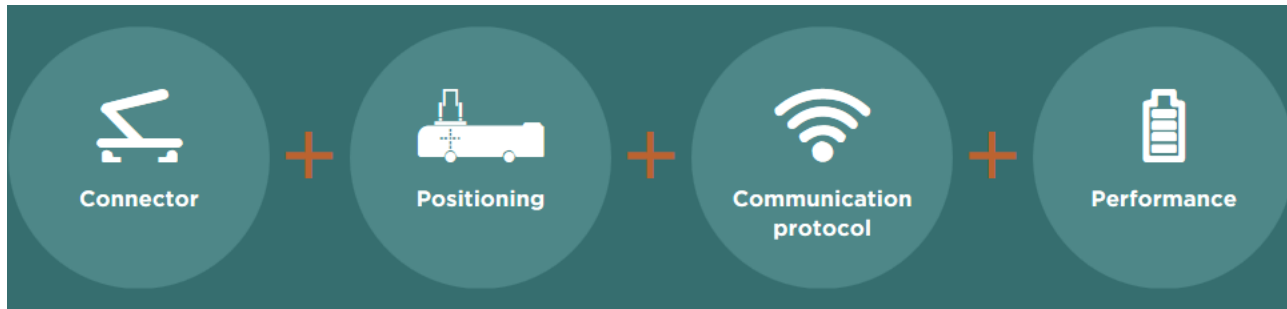 Connector
Positioning
Communication
protocol
Performance